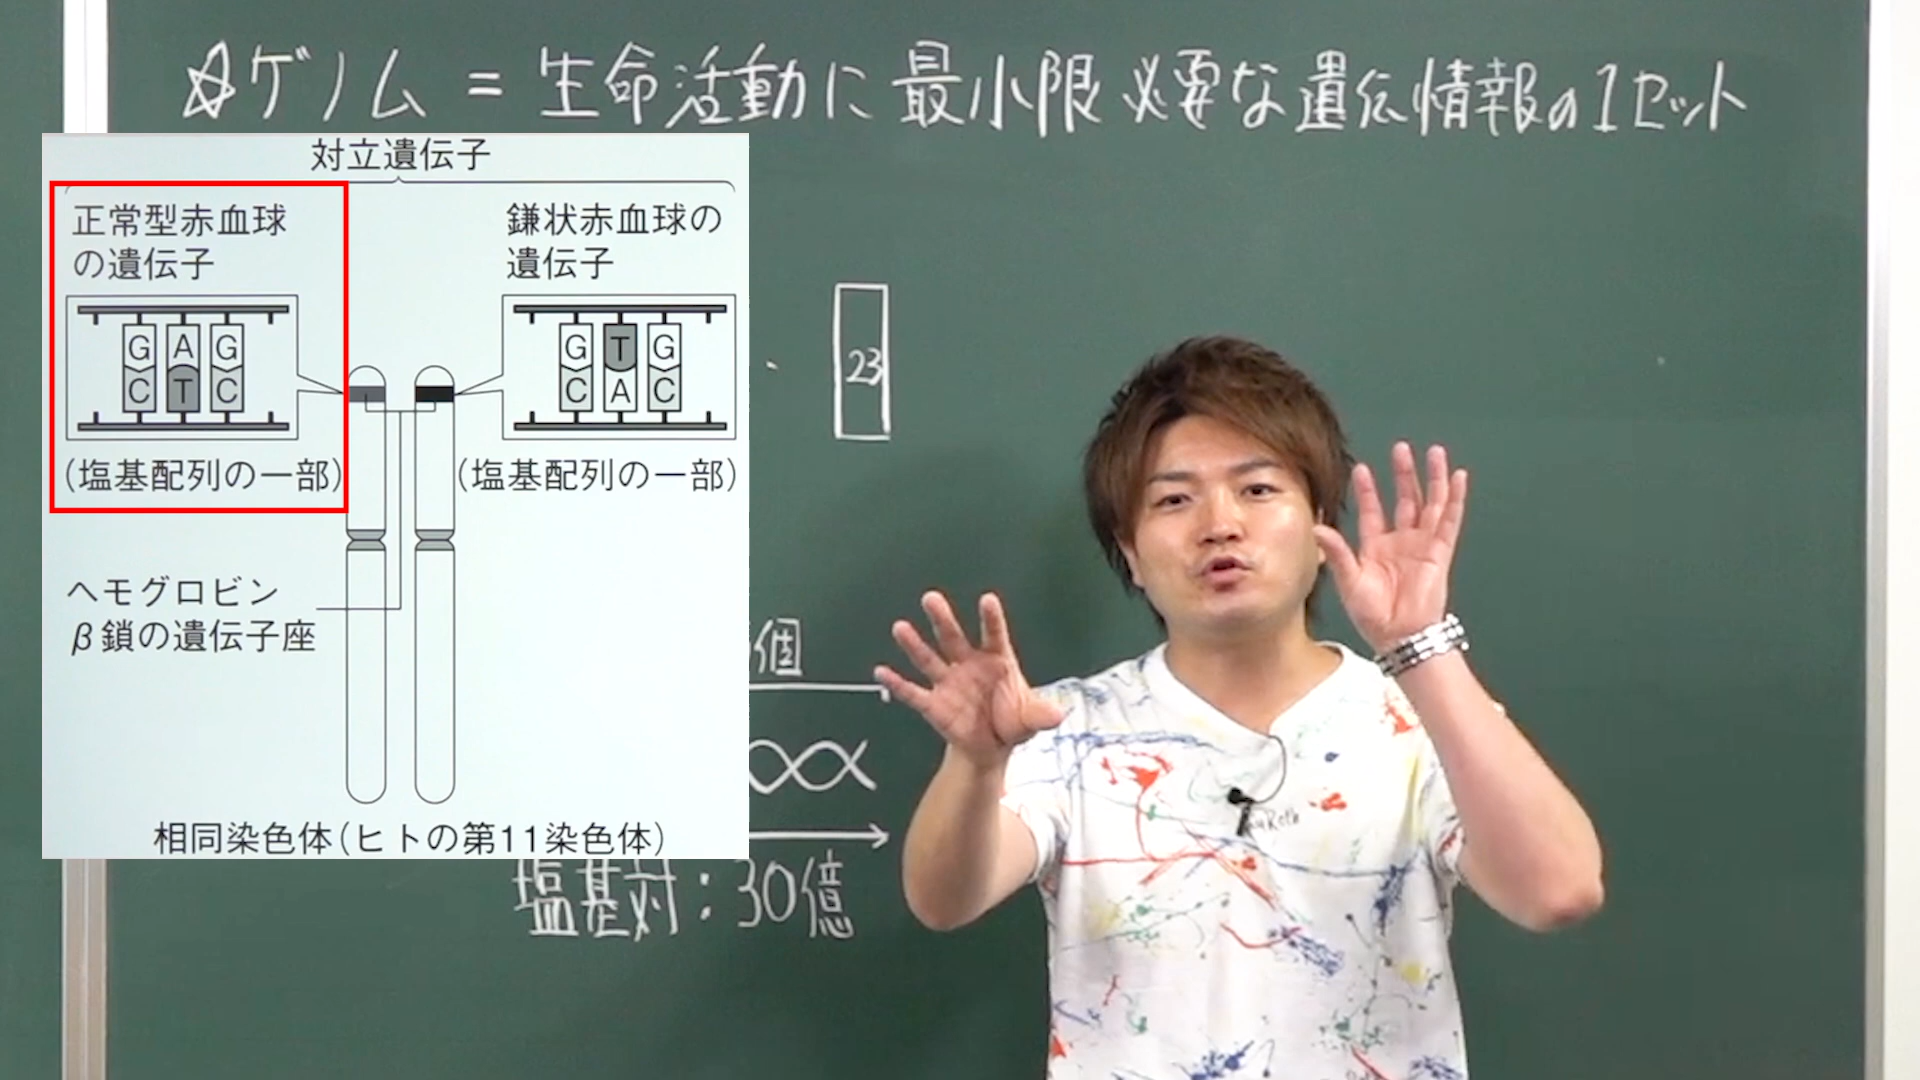 ☆ゲノム = 生命活動に最小限必要な遺伝情報の1セット
対立遺伝子
正常型赤血球
の遺伝子
鎌状赤血球の
遺伝子
G A G
C T C
G T G
C A C
(塩基配列の一部)
(塩基配列の一部)
ヘモグロビン
β鎖の遺伝子座
相同染色体(ヒトの第11染色体)
23
個
塩基対:30億